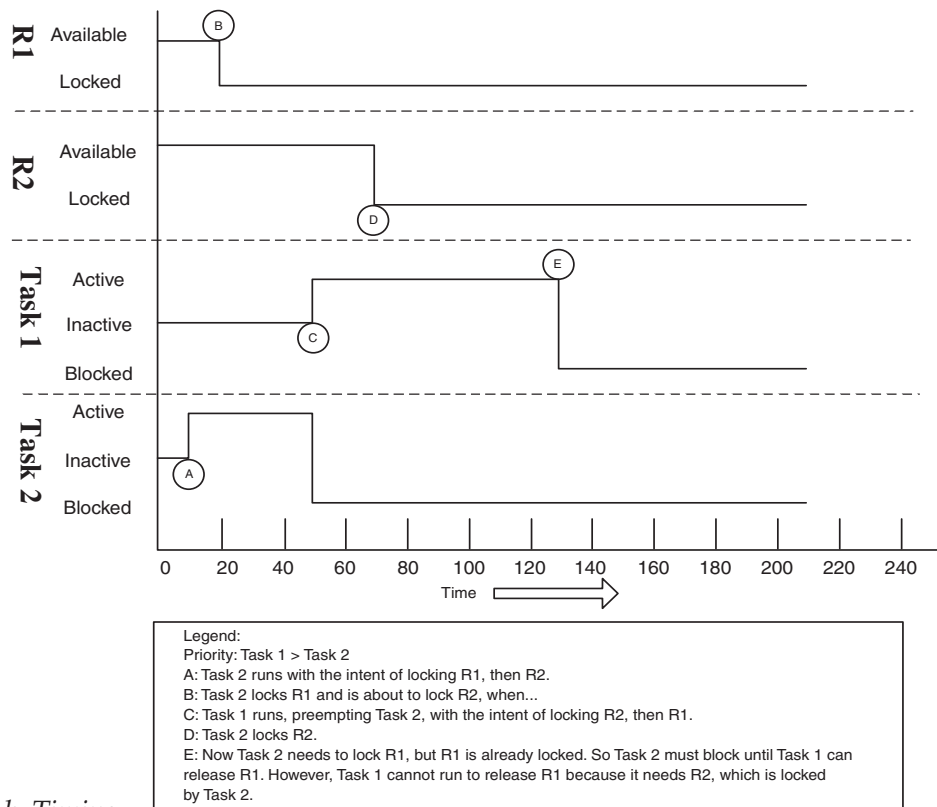 R1
Available
B
Locked
R2
Available
Locked
D
Task 1
Active
E
Inactive
C
Blocked
Task 2
Active
Inactive
A
Blocked
0 20 40 60 80 100 120 140 160 180 200 220 240
Time
Legend:
Priority: Task 1 > Task 2
A: Task 2 runs with the intent of locking R1, then R2.
B: Task 2 locks R1 and is about to lock R2, when...
C: Task 1 runs, preempting Task 2, with the intent of locking R2, then R1.
D: Task 2 locks R2.
E: Now Task 2 needs to lock R1, but R1 is already locked. So Task 2 must block until Task 1 can
release R1. However, Task 1 cannot run to release R1 because it needs R2, which is locked
by Task 2.